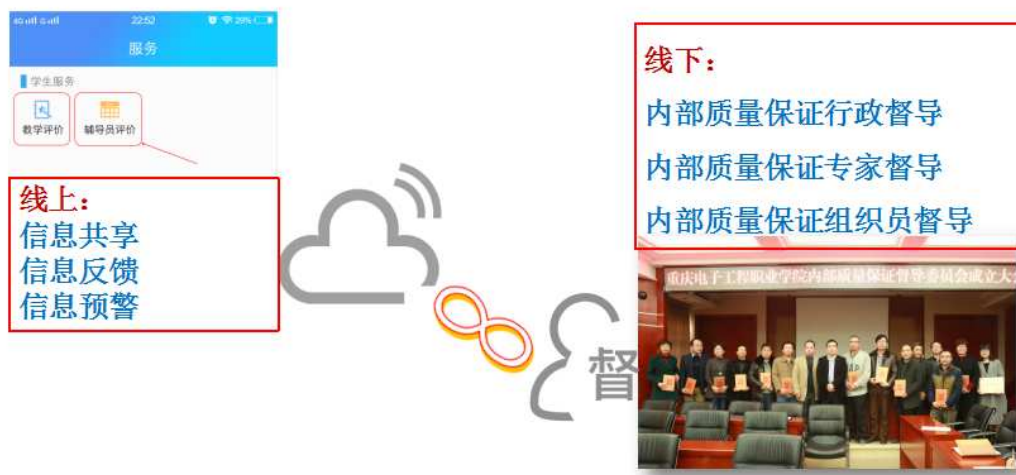 22:52
29%
服务
学生服务
教学评价
辅导员评价
线上：
信息共享
信息反馈
信息预警
督
线下：
内部质量保证行政督导
内部质量保证专家督导
内部质量保证组织员督导
重庆电子工程职业学院内部质量保证督导委员会成立大会